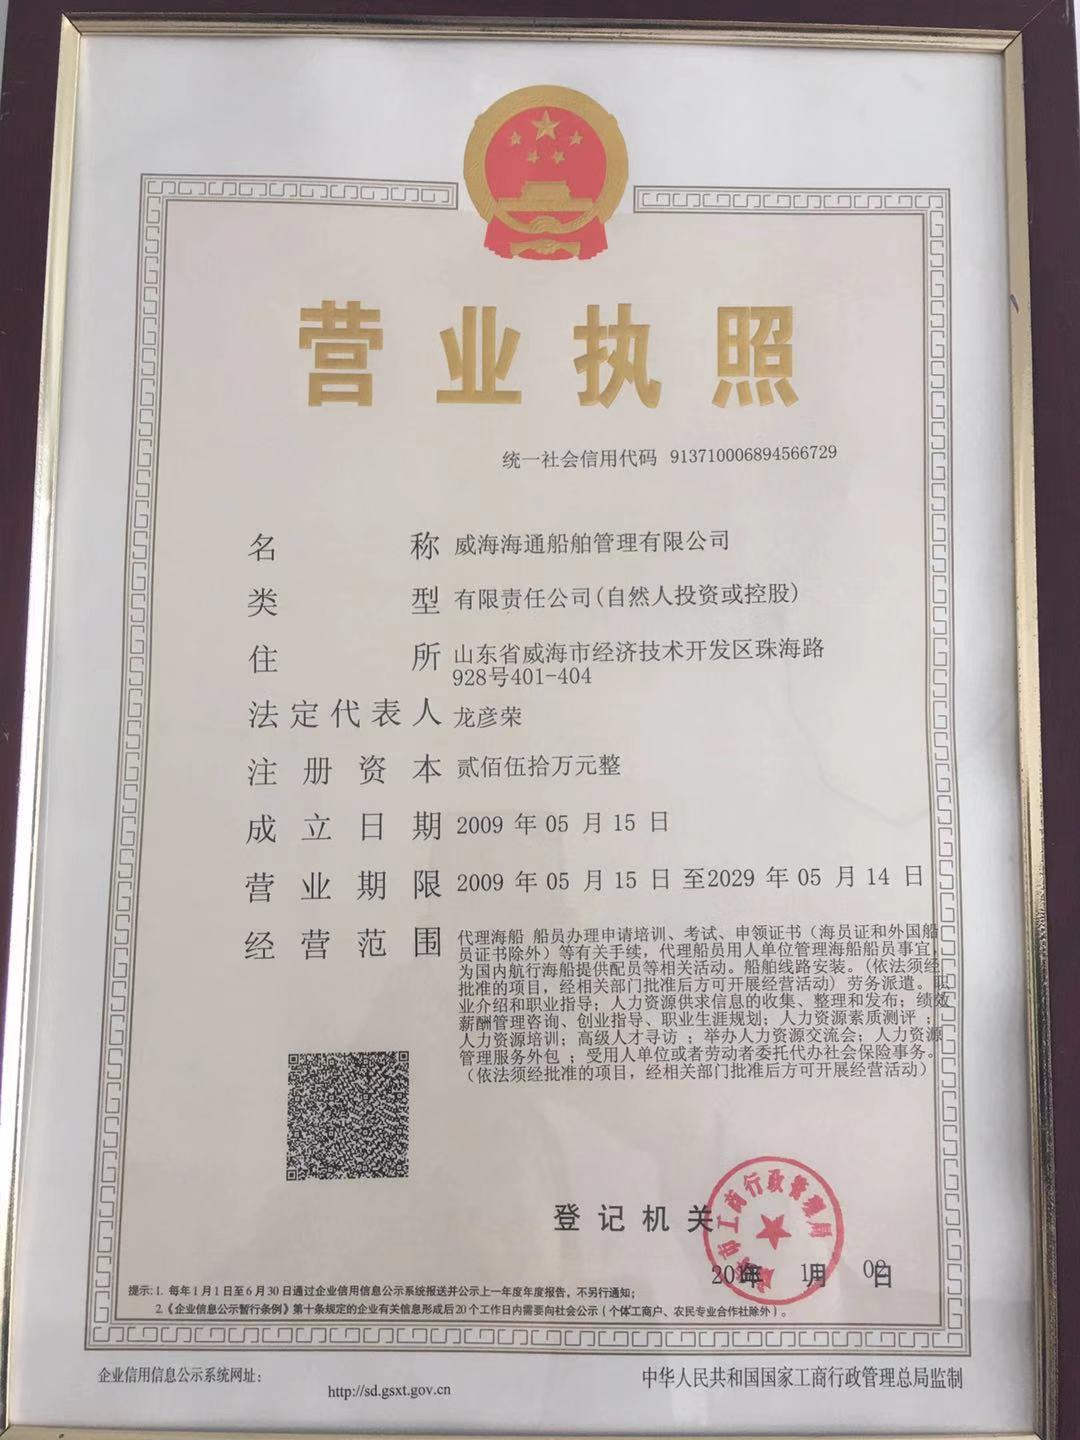 营业执照
统一社会信用代码 913710006894566729
名称 威海海通船舶管理有限公司
类型 有限责任公司(自然人投资或控股)
住所 山东省威海市经济技术开发区珠海路
928号401-404
法定代表人 龙彦荣
注册资本 贰佰伍拾万元整
成立日期 2009 年 05 月 15 日
营业期限 2009 年 05 月 15 日 至2029 年 05 月 14 日
经营范围 代理海船 船员办理申请培训、考试、申领证书（海员证和外国船
员证书除外）等有关手续，代理船员用人单位管理海船船员事宜，
为国内航行海船提供配员等相关活动。船舶线路安装。(依法须经
批准的项目，经相关部门批准后方可开展经营活动) 劳务派遣。职
业介绍和职业指导；人力资源供求信息的收集、整理和发布；绩效
薪酬管理咨询、创业指导、职业生涯规划；人力资源素质测评 ；
人力资源培训；高级人才寻访 ；举办人力资源交流会；人力资源
管理服务外包 ；受用人单位或者劳动者委托代办社会保险事务。
（依法须经批准的项目，经相关部门批准后方可开展经营活动）
登记机关
市工商行政管理局
年 月 02日
提示：1. 每年1月1日至6月30日通过企业信用信息公示系统报送并公示上一年度年度报告，不另行通知；
2.《企业信息公示暂行条例》第十条规定的企业有关信息形成后20个工作日内需要向社会公示（个体工商户、农民专业合作社除外）。
企业信用信息公示系统网址：
http://sd.gsxt.gov.cn
中华人民共和国国家工商行政管理总局监制